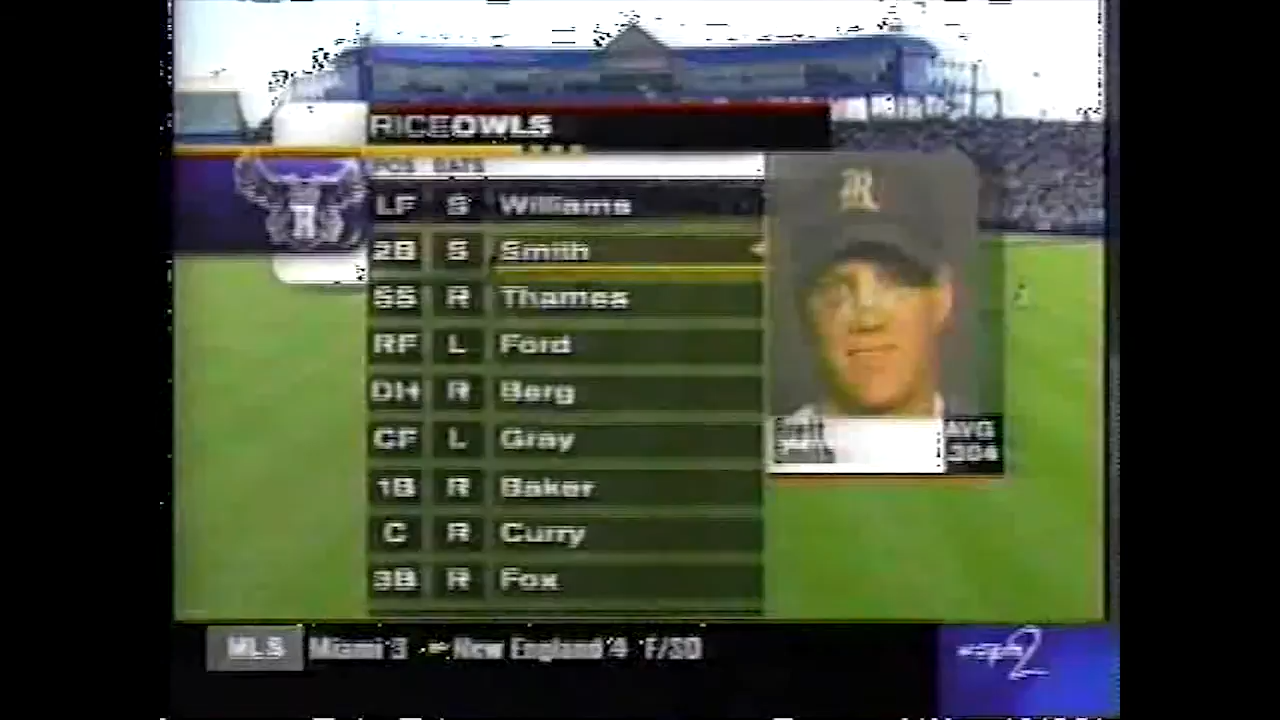 RICEOWLS
POS BATS
LF S Williams
2B S Smith
SS R Thames
RF L Ford
DH R Berg
CF L Gray
1B R Baker
C R Curry
3B R Fox
R
R
AVG
.304
MLS Miami 3 New England 4 F/SO
espn2